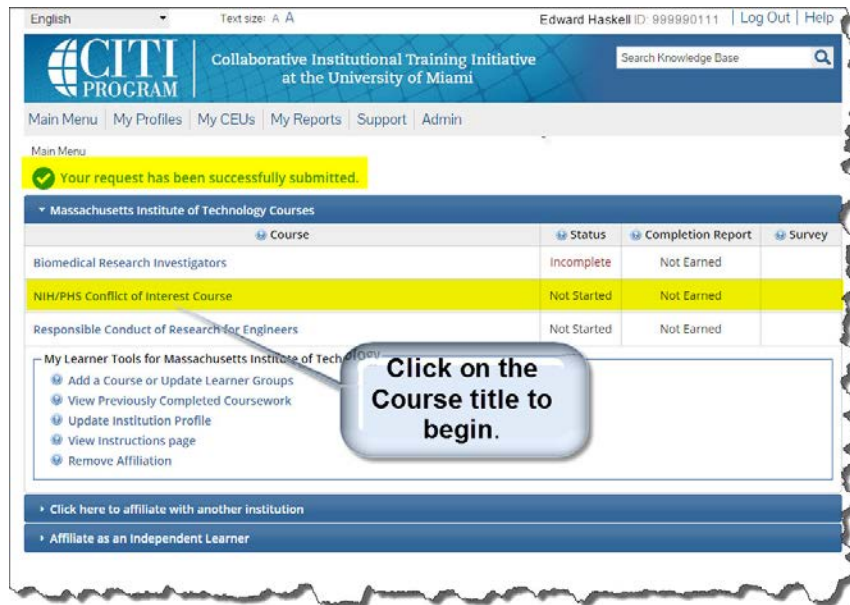 English Text size: A A Edward Haskell ID: 999990111 | Log Out | Help
CITI PROGRAM
Collaborative Institutional Training Initiative
at the University of Miami
Search Knowledge Base
Main Menu | My Profiles | My CEUs | My Reports | Support | Admin
Main Menu
Your request has been successfully submitted.
Massachusetts Institute of Technology Courses
Course Status Completion Report Survey
Biomedical Research Investigators Incomplete Not Earned
NIH/PHS Conflict of Interest Course Not Started Not Earned
Responsible Conduct of Research for Engineers Not Started Not Earned
My Learner Tools for Massachusetts Institute of Technology
Add a Course or Update Learner Groups
View Previously Completed Coursework
Update Institution Profile
View Instructions page
Remove Affiliation
Click on the
Course title to
begin.
Click here to affiliate with another institution
Affiliate as an Independent Learner